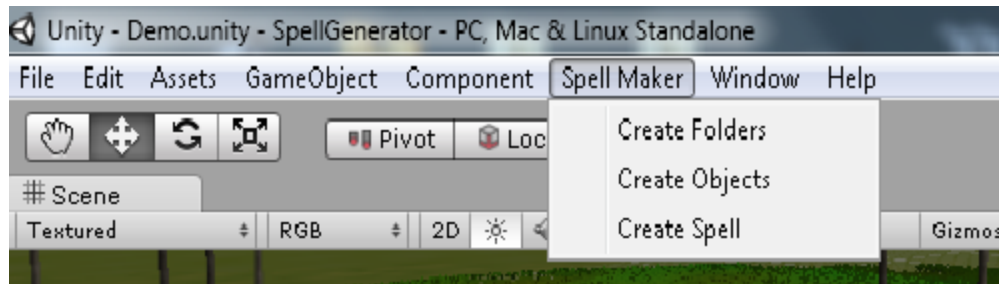 Unity - Demo.unity - SpellGenerator - PC, Mac & Linux Standalone
File Edit Assets GameObject Component Spell Maker Window Help
Create Folders
Pivot Loc
Create Objects
Scene
Create Spell
Textured RGB 2D Gizmos